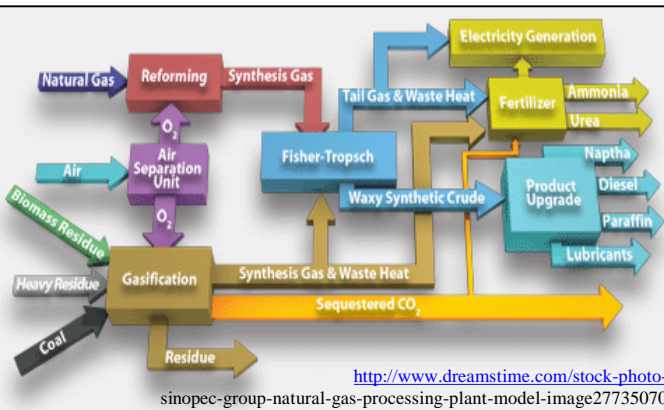 Electricity Generation
Natural Gas
Reforming
Synthesis Gas
Tail Gas & Waste Heat
Fertilizer
Ammonia
Urea
O2
Air
Air
Separation
Unit
Fisher-Tropsch
Naptha
Waxy Synthetic Crude
Product
Upgrade
Diesel
Paraffin
Lubricants
O2
Biomass Residue
Heavy Residue
Coal
Gasification
Synthesis Gas & Waste Heat
Sequestered CO2
Residue
http://www.dreamstime.com/stock-photo-
sinopec-group-natural-gas-processing-plant-model-image27735070